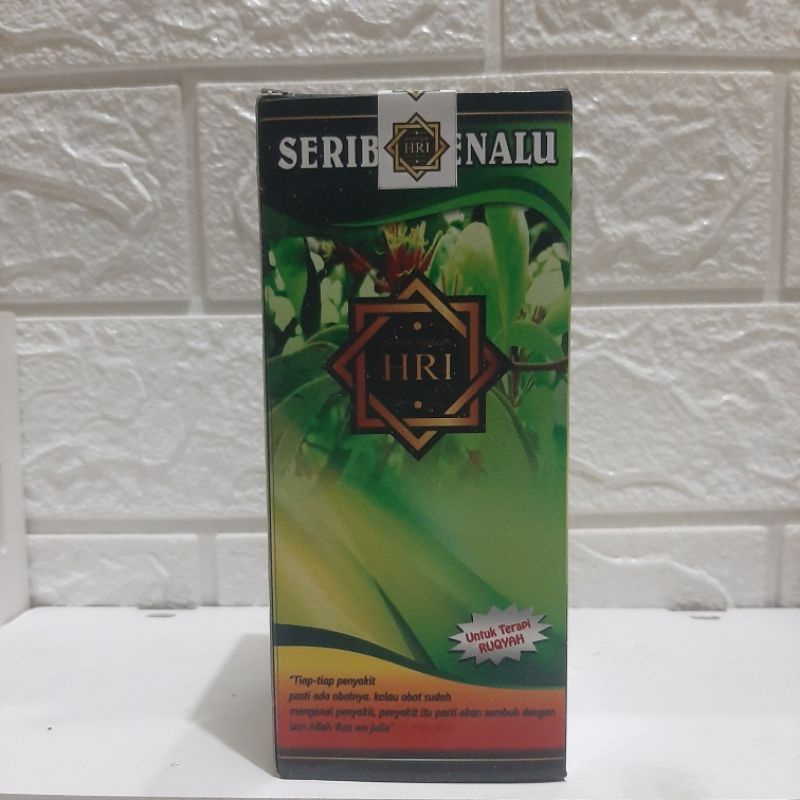 SERIB ENALU
HRI
HRI
Untuk Terapi
RUQYAH
"Tiap-tiap penyakit
pasti ada obatnya. kalau obat sudah
mengenai penyakit, penyakit itu pasti akan sembuh dengan
izin Allah 'Azza wa jalla"